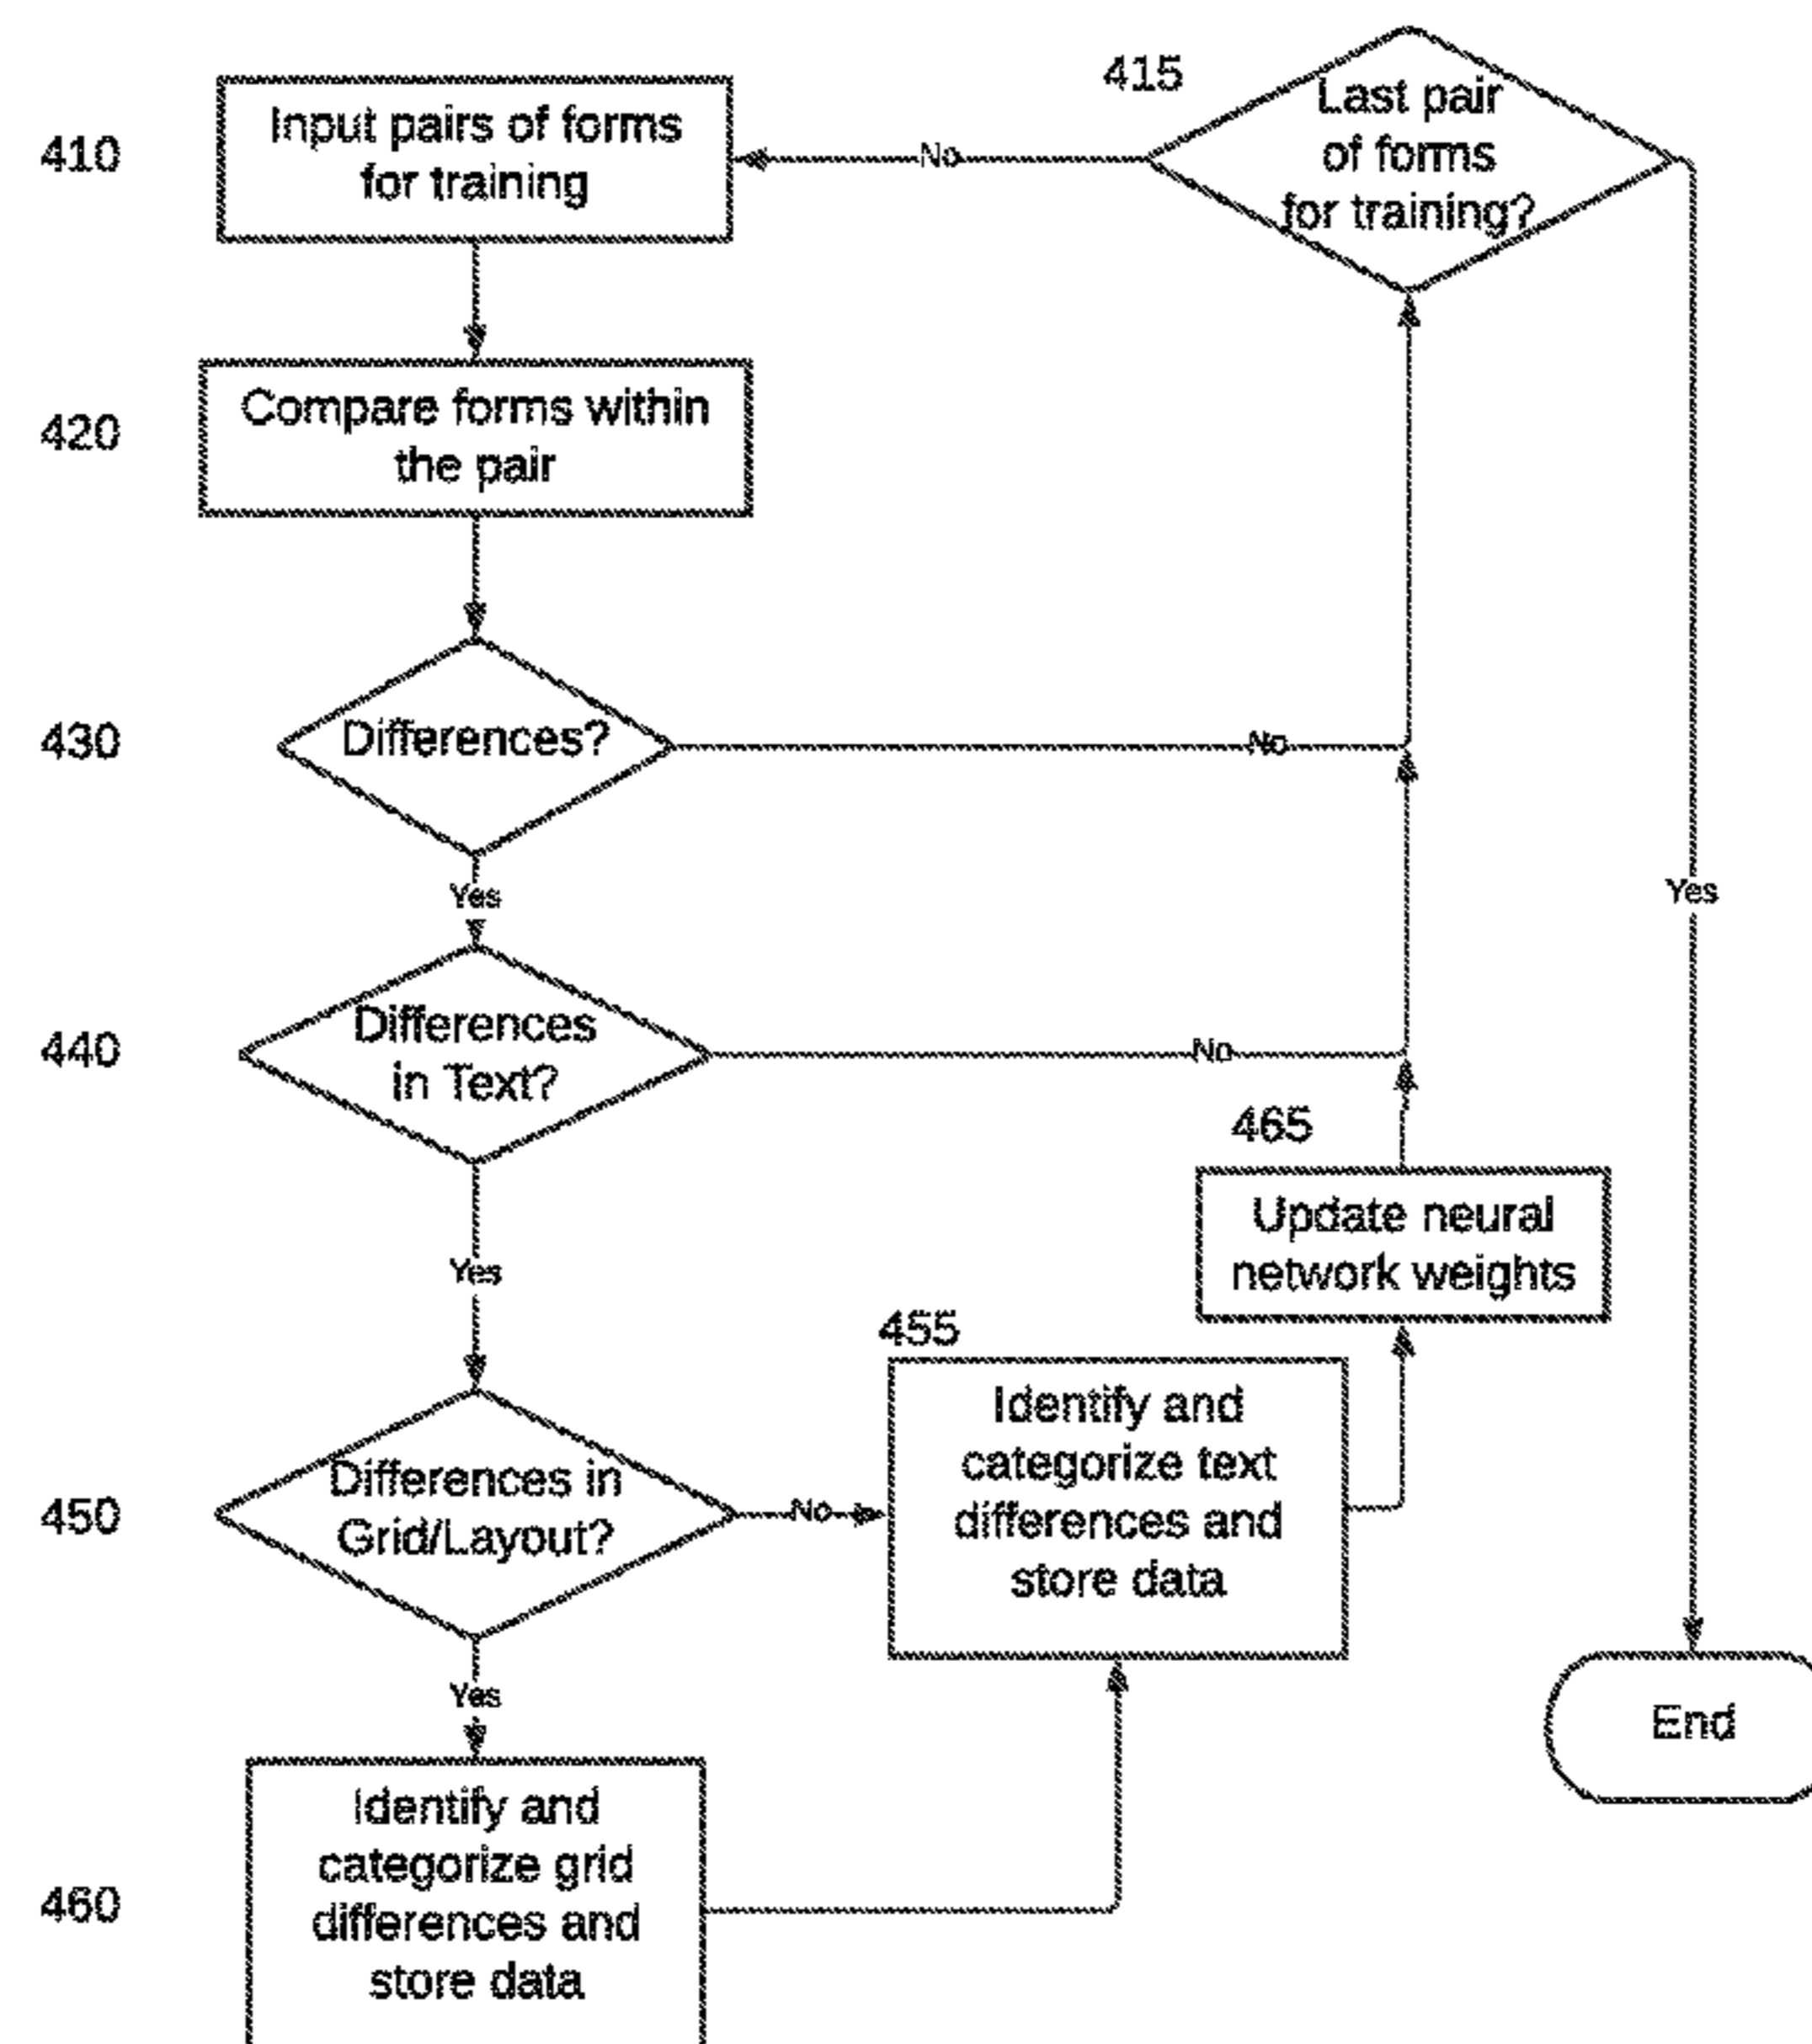 415
Last pair
of forms
for training?
410
Input pairs of forms
for training
No
420
Compare forms within
the pair
430
Differences?
No
Yes
Yes
440
Differences
in Text?
No
465
Update neural
network weights
Yes
455
Identify and
categorize text
differences and
store data
450
Differences in
Grid/Layout?
No
Yes
End
460
Identify and
categorize grid
differences and
store data